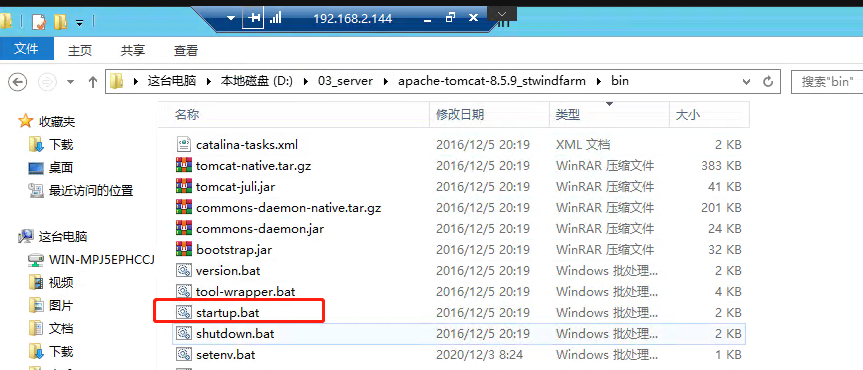 192.168.2.144
文件 主页 共享 查看
这台电脑 本地磁盘 (D:) 03_server apache-tomcat-8.5.9_stwindfarm bin 搜索"bin"
名称 修改日期 类型 大小
收藏夹
下载
桌面
最近访问的位置
这台电脑
WIN-MPJ5EPHCCJ
视频
图片
文档
下载
catalina-tasks.xml 2016/12/5 20:19 XML 文档 2 KB
tomcat-native.tar.gz 2016/12/5 20:19 WinRAR 压缩文件 383 KB
tomcat-juli.jar 2016/12/5 20:19 WinRAR 压缩文件 41 KB
commons-daemon-native.tar.gz 2016/12/5 20:19 WinRAR 压缩文件 201 KB
commons-daemon.jar 2016/12/5 20:19 WinRAR 压缩文件 24 KB
bootstrap.jar 2016/12/5 20:19 WinRAR 压缩文件 32 KB
version.bat 2016/12/5 20:19 Windows 批处理... 2 KB
tool-wrapper.bat 2016/12/5 20:19 Windows 批处理... 4 KB
startup.bat 2016/12/5 20:19 Windows 批处理... 2 KB
shutdown.bat 2016/12/5 20:19 Windows 批处理... 2 KB
setenv.bat 2020/12/3 8:24 Windows 批处理... 1 KB